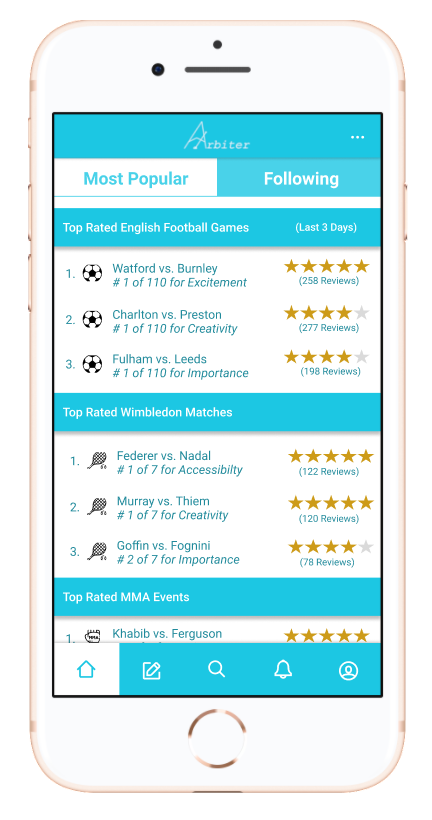 Arbiter
Most Popular
Following
Top Rated English Football Games
(Last 3 Days)
1. Watford vs. Burnley
# 1 of 110 for Excitement
(258 Reviews)
2. Charlton vs. Preston
# 1 of 110 for Creativity
(277 Reviews)
3. Fulham vs. Leeds
# 1 of 110 for Importance
(198 Reviews)
Top Rated Wimbledon Matches
1. Federer vs. Nadal
# 1 of 7 for Accessibilty
(122 Reviews)
2. Murray vs. Thiem
# 1 of 7 for Creativity
(120 Reviews)
3. Goffin vs. Fognini
# 2 of 7 for Importance
(78 Reviews)
Top Rated MMA Events
1. MMA Khabib vs. Ferguson